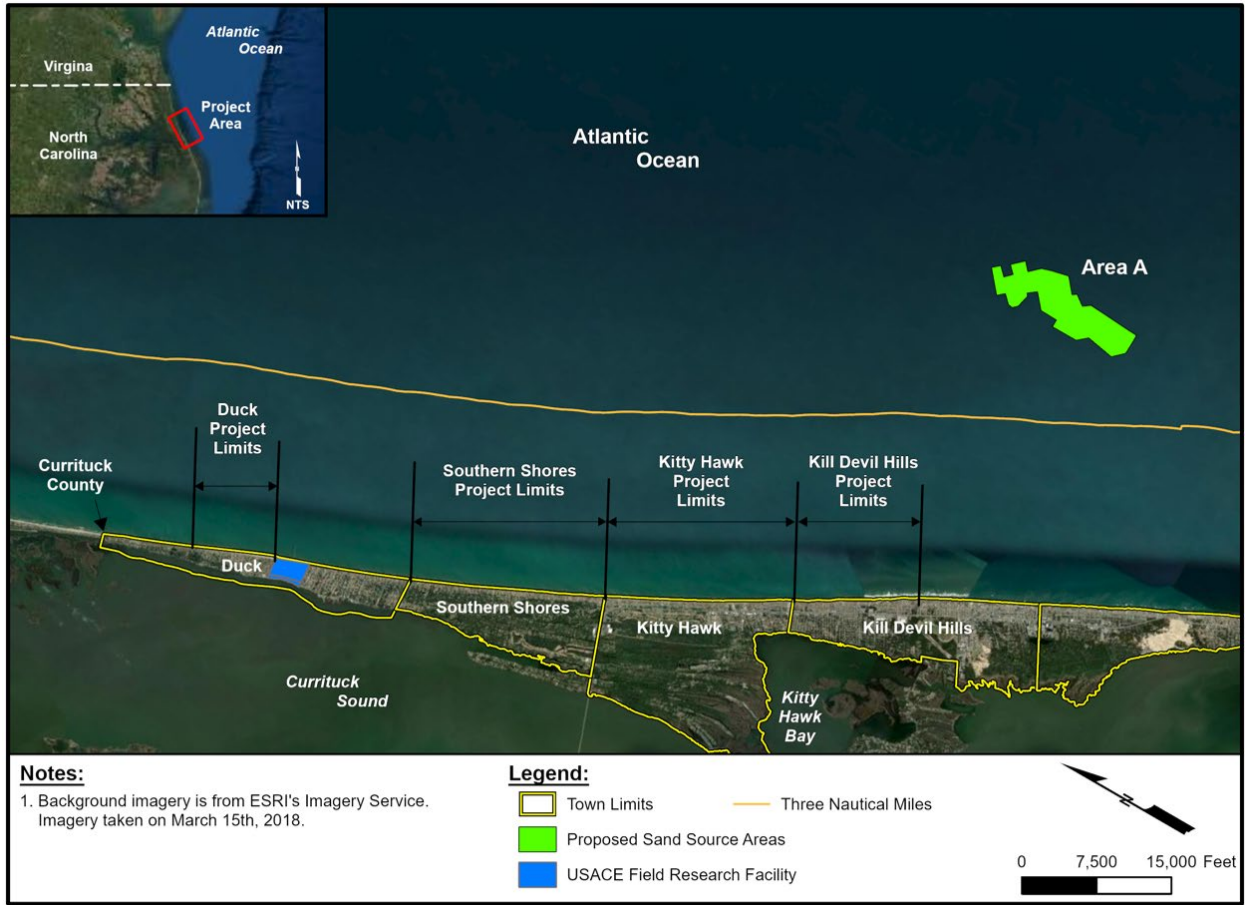 Atlantic
Ocean
Virgina
Project
Area
North
Carolina
N
NTS
Atlantic
Ocean
Area A
Duck
Project
Limits
Currituck
County
Southern Shores
Project Limits
Kitty Hawk
Project
Limits
Kill Devil Hills
Project
Limits
Duck
Southern Shores
Kitty Hawk
Kill Devil Hills
Currituck
Sound
Kitty
Hawk
Bay
Notes:
1. Background imagery is from ESRI's Imagery Service.
Imagery taken on March 15th, 2018.
Legend:
Town Limits
Three Nautical Miles
Proposed Sand Source Areas
USACE Field Research Facility
N
0 7,500 15,000 Feet